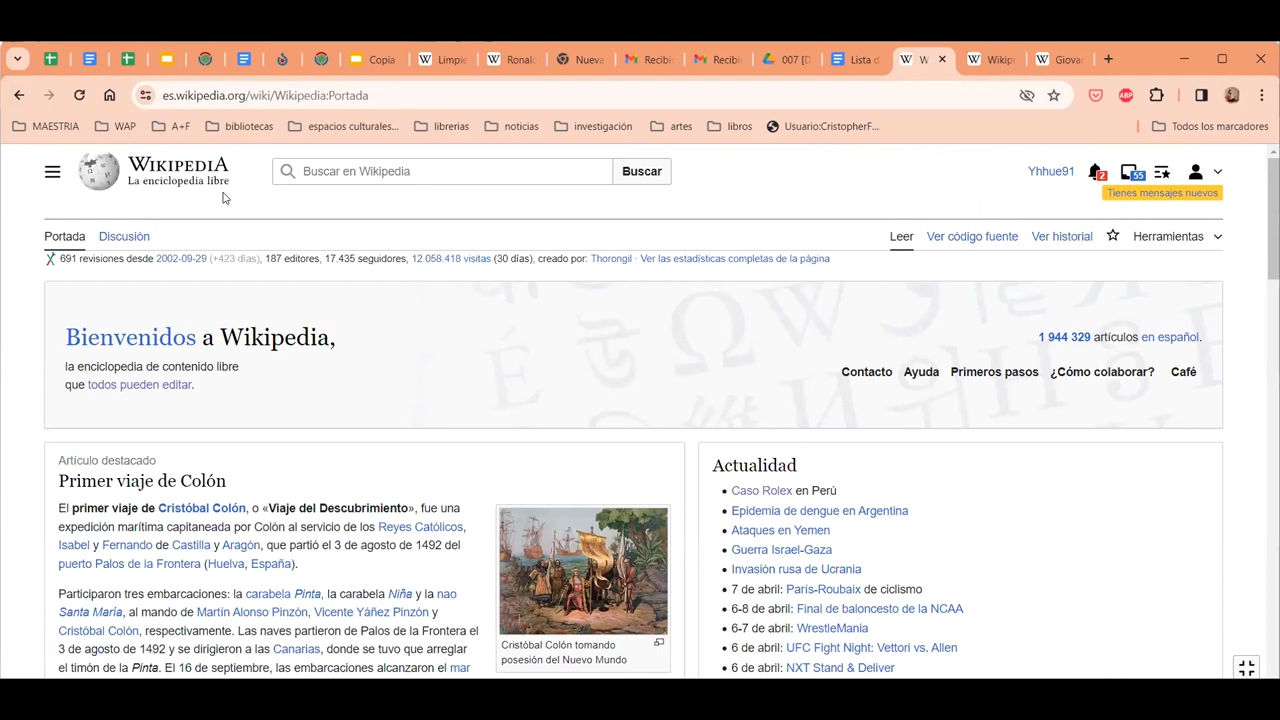 Copia
Limpie
Ronal
Nueva
Recibi
Recibi
007 [D
Lista d
W
Wikip
Giova
es.wikipedia.org/wiki/Wikipedia:Portada
ABP
MAESTRIA
WAP
A+F
bibliotecas
espacios culturales...
librerias
noticias
investigación
artes
libros
Usuario:CristopherF...
Todos los marcadores
WIKIPEDIA
La enciclopedia libre
Buscar en Wikipedia
Buscar
Yhhue91
2
55
Tienes mensajes nuevos
Portada
Discusión
Leer
Ver código fuente
Ver historial
Herramientas
691 revisiones desde 2002-09-29 (+423 días), 187 editores, 17.435 seguidores, 12.058.418 visitas (30 días), creado por: Thorongil · Ver las estadísticas completas de la página
Bienvenidos a Wikipedia,
la enciclopedia de contenido libre
que todos pueden editar.
1 944 329 artículos en español.
Contacto
Ayuda
Primeros pasos
¿Cómo colaborar?
Café
Artículo destacado
Primer viaje de Colón
El primer viaje de Cristóbal Colón, o «Viaje del Descubrimiento», fue una
expedición marítima capitaneada por Colón al servicio de los Reyes Católicos,
Isabel y Fernando de Castilla y Aragón, que partió el 3 de agosto de 1492 del
puerto Palos de la Frontera (Huelva, España).
Participaron tres embarcaciones: la carabela Pinta, la carabela Niña y la nao
Santa María, al mando de Martín Alonso Pinzón, Vicente Yáñez Pinzón y
Cristóbal Colón, respectivamente. Las naves partieron de Palos de la Frontera el
3 de agosto de 1492 y se dirigieron a las Canarias, donde se tuvo que arreglar
el timón de la Pinta. El 16 de septiembre, las embarcaciones alcanzaron el mar
Cristóbal Colón tomando
posesión del Nuevo Mundo
Actualidad
Caso Rolex en Perú
Epidemia de dengue en Argentina
Ataques en Yemen
Guerra Israel-Gaza
Invasión rusa de Ucrania
7 de abril: París-Roubaix de ciclismo
6-8 de abril: Final de baloncesto de la NCAA
6-7 de abril: WrestleMania
6 de abril: UFC Fight Night: Vettori vs. Allen
6 de abril: NXT Stand & Deliver